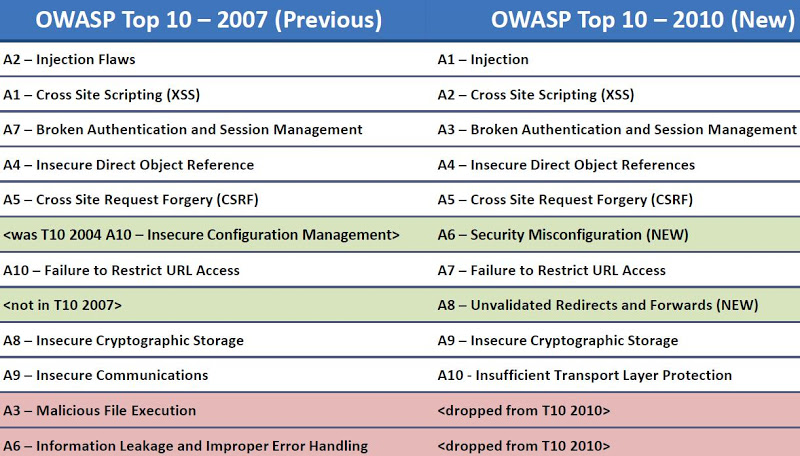 OWASP Top 10 – 2007 (Previous) OWASP Top 10 – 2010 (New)
A2 – Injection Flaws A1 – Injection
A1 – Cross Site Scripting (XSS) A2 – Cross Site Scripting (XSS)
A7 – Broken Authentication and Session Management A3 – Broken Authentication and Session Management
A4 – Insecure Direct Object Reference A4 – Insecure Direct Object References
A5 – Cross Site Request Forgery (CSRF) A5 – Cross Site Request Forgery (CSRF)
<was T10 2004 A10 – Insecure Configuration Management> A6 – Security Misconfiguration (NEW)
A10 – Failure to Restrict URL Access A7 – Failure to Restrict URL Access
<not in T10 2007> A8 – Unvalidated Redirects and Forwards (NEW)
A8 – Insecure Cryptographic Storage A9 – Insecure Cryptographic Storage
A9 – Insecure Communications A10 - Insufficient Transport Layer Protection
A3 – Malicious File Execution <dropped from T10 2010>
A6 – Information Leakage and Improper Error Handling <dropped from T10 2010>